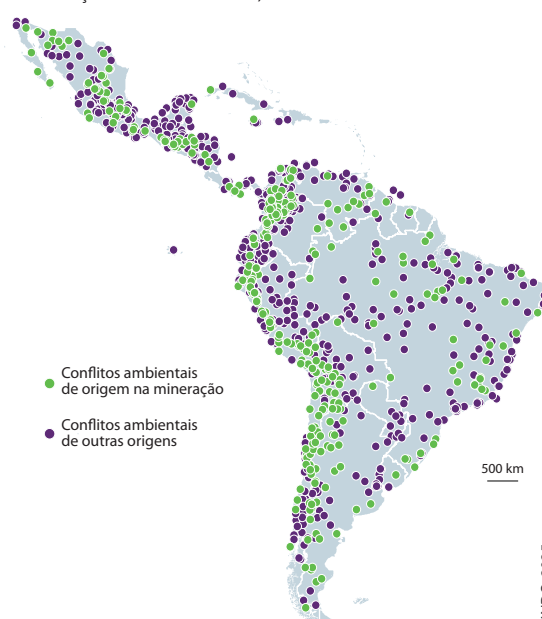 Conflitos ambientais
de origem na mineração
Conflitos ambientais
de outras origens
500 km